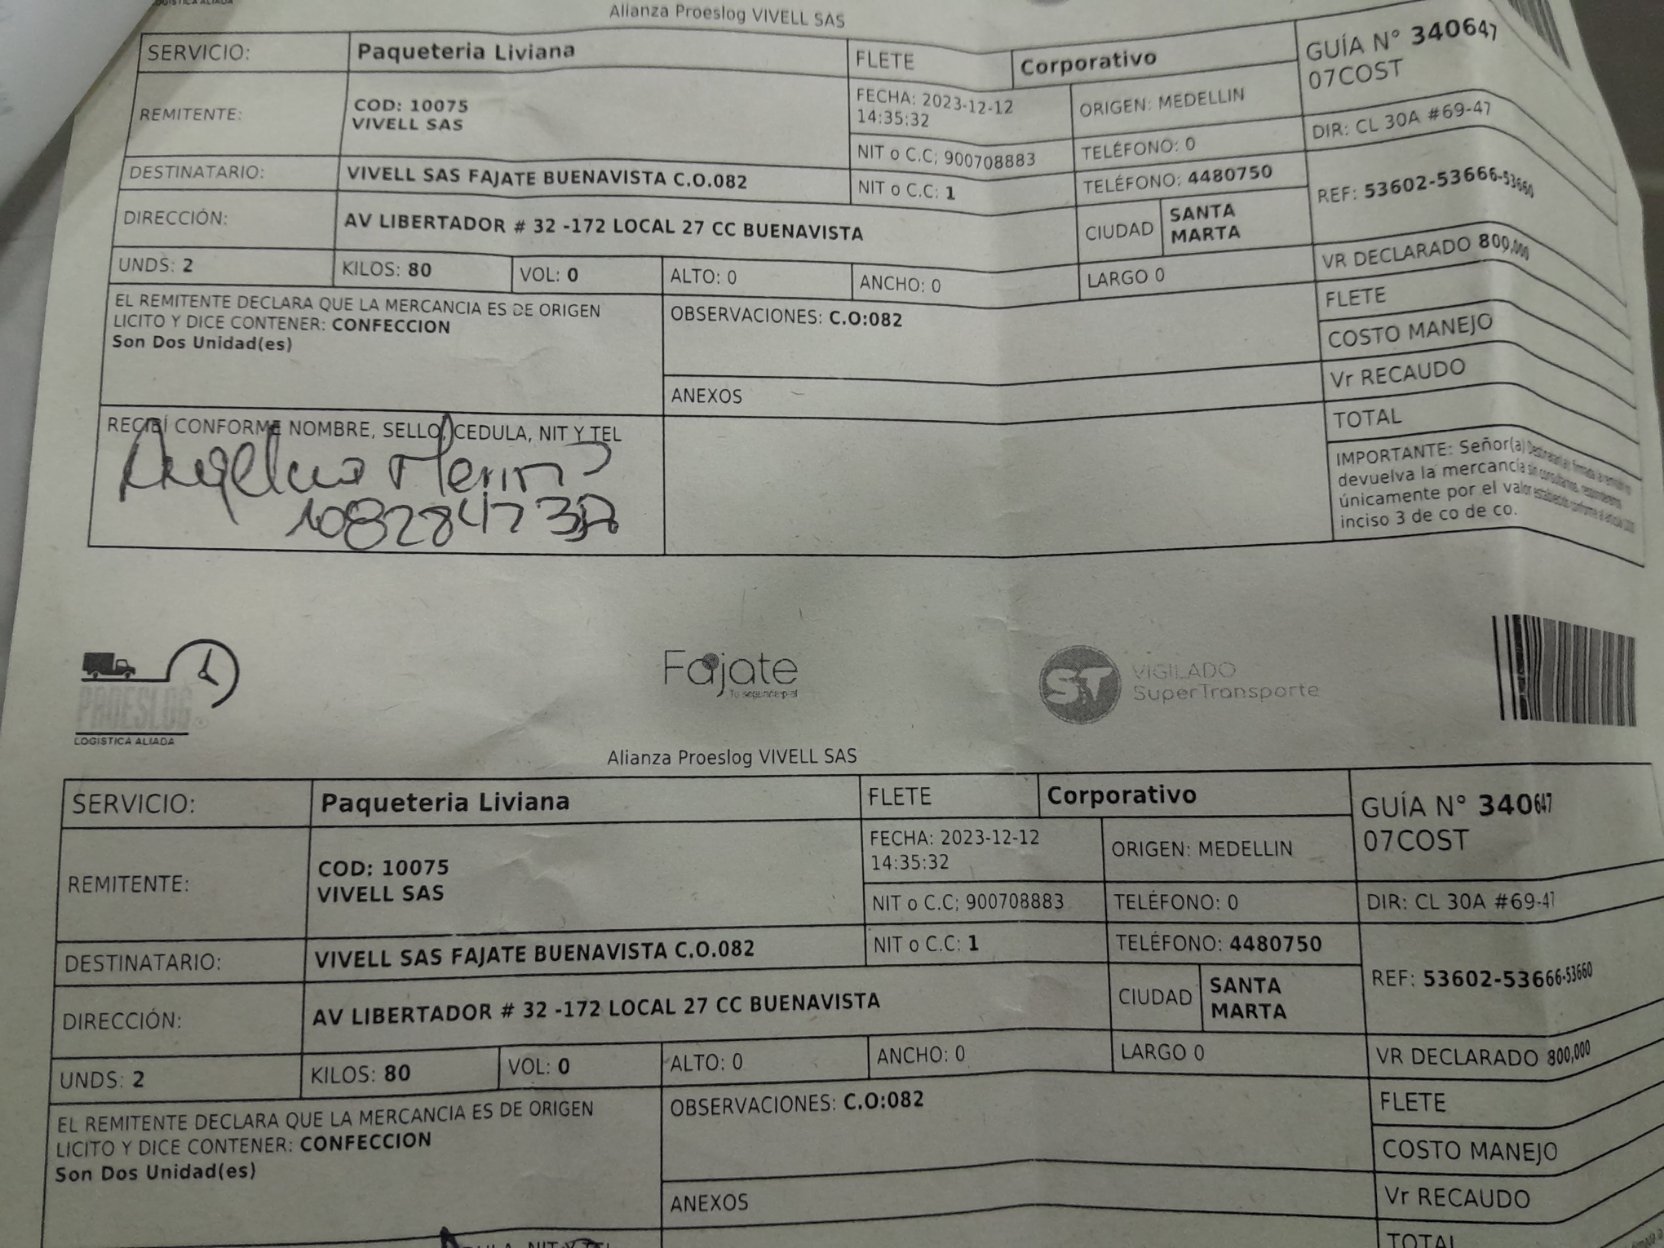 LOGISTICA ALIADA
Alianza Proeslog VIVELL SAS
SERVICIO: Paqueteria Liviana FLETE Corporativo GUÍA N° 340647
07COST
REMITENTE: COD: 10075
VIVELL SAS
FECHA: 2023-12-12
14:35:32
ORIGEN: MEDELLIN
DIR: CL 30A #69-47
NIT o C.C; 900708883
TELÉFONO: 0
DESTINATARIO: VIVELL SAS FAJATE BUENAVISTA C.O.082
NIT o C.C: 1
TELÉFONO: 4480750
REF: 53602-53666-53660
DIRECCIÓN: AV LIBERTADOR # 32 -172 LOCAL 27 CC BUENAVISTA
CIUDAD SANTA
MARTA
UNDS: 2 KILOS: 80 VOL: 0 ALTO: 0 ANCHO: 0 LARGO 0
VR DECLARADO 800,000
EL REMITENTE DECLARA QUE LA MERCANCIA ES DE ORIGEN
LICITO Y DICE CONTENER: CONFECCION
Son Dos Unidad(es)
OBSERVACIONES: C.O:082
ANEXOS
FLETE
COSTO MANEJO
Vr RECAUDO
TOTAL
RECIBÍ CONFORME NOMBRE, SELLO, CEDULA, NIT Y TEL
IMPORTANTE: Señor(a)
devuelva la mercancía
únicamente por el valor
inciso 3 de co de co.
PROESLOG
LOGISTICA ALIADA
Fajate
Tu segunda piel
ST VIGILADO
SuperTransporte
Alianza Proeslog VIVELL SAS
SERVICIO: Paqueteria Liviana FLETE Corporativo GUÍA N° 340647
07COST
REMITENTE: COD: 10075
VIVELL SAS
FECHA: 2023-12-12
14:35:32
ORIGEN: MEDELLIN
DIR: CL 30A #69-47
NIT o C.C; 900708883
TELÉFONO: 0
DESTINATARIO: VIVELL SAS FAJATE BUENAVISTA C.O.082
NIT o C.C: 1
TELÉFONO: 4480750
REF: 53602-53666-53660
DIRECCIÓN: AV LIBERTADOR # 32 -172 LOCAL 27 CC BUENAVISTA
CIUDAD SANTA
MARTA
UNDS: 2 KILOS: 80 VOL: 0 ALTO: 0 ANCHO: 0 LARGO 0
VR DECLARADO 800,000
EL REMITENTE DECLARA QUE LA MERCANCIA ES DE ORIGEN
LICITO Y DICE CONTENER: CONFECCION
Son Dos Unidad(es)
OBSERVACIONES: C.O:082
ANEXOS
FLETE
COSTO MANEJO
Vr RECAUDO
TOTAL